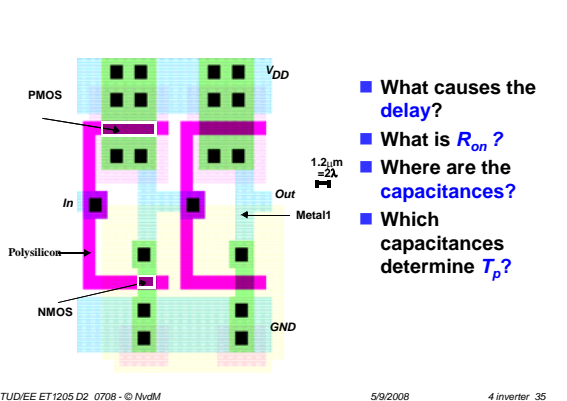 VDD
PMOS
1.2μm
=2λ
In
Out
Metal1
Polysilicon
NMOS
GND
What causes the
delay?
What is Ron ?
Where are the
capacitances?
Which
capacitances
determine Tp?
TUD/EE ET1205 D2 0708 - © NvdM
5/9/2008
4 inverter 35